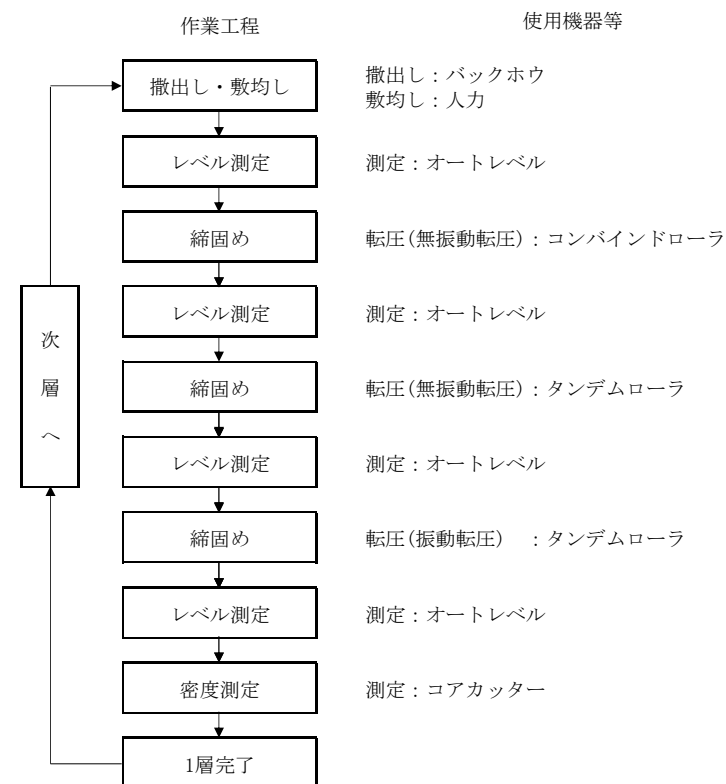 作業工程
使用機器等
撒出し・敷均し
撒出し：バックホウ
敷均し：人力
レベル測定
測定：オートレベル
締固め
転圧(無振動転圧)：コンバインドローラ
レベル測定
測定：オートレベル
次層へ
締固め
転圧(無振動転圧)：タンデムローラ
レベル測定
測定：オートレベル
締固め
転圧(振動転圧)　：タンデムローラ
レベル測定
測定：オートレベル
密度測定
測定：コアカッター
1層完了